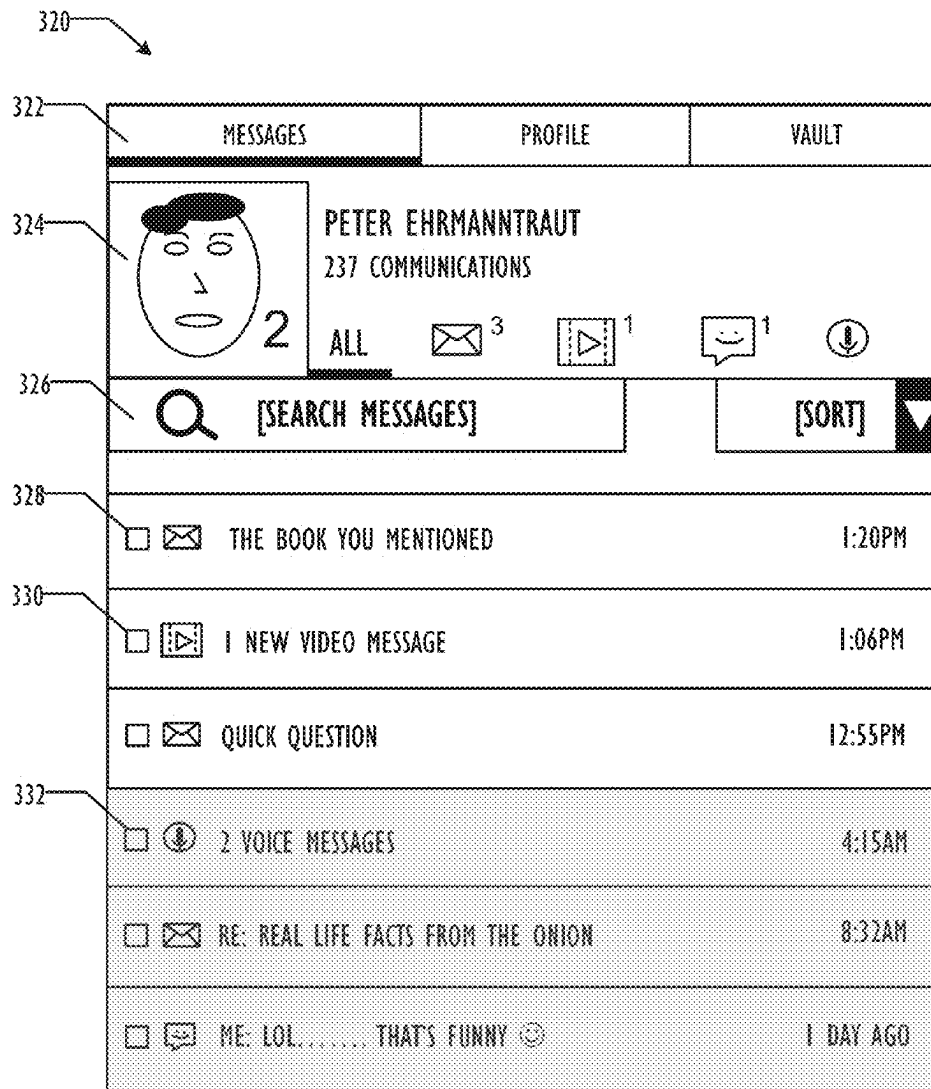 320
322
MESSAGES PROFILE VAULT
324
PETER EHRMANNTRAUT
237 COMMUNICATIONS
2
ALL 3 1 1
326
[SEARCH MESSAGES] [SORT]
328
THE BOOK YOU MENTIONED 1:20PM
330
1 NEW VIDEO MESSAGE 1:06PM
QUICK QUESTION 12:55PM
332
2 VOICE MESSAGES 4:15AM
RE: REAL LIFE FACTS FROM THE ONION 8:32AM
ME: LOL....... THAT'S FUNNY ☺ 1 DAY AGO